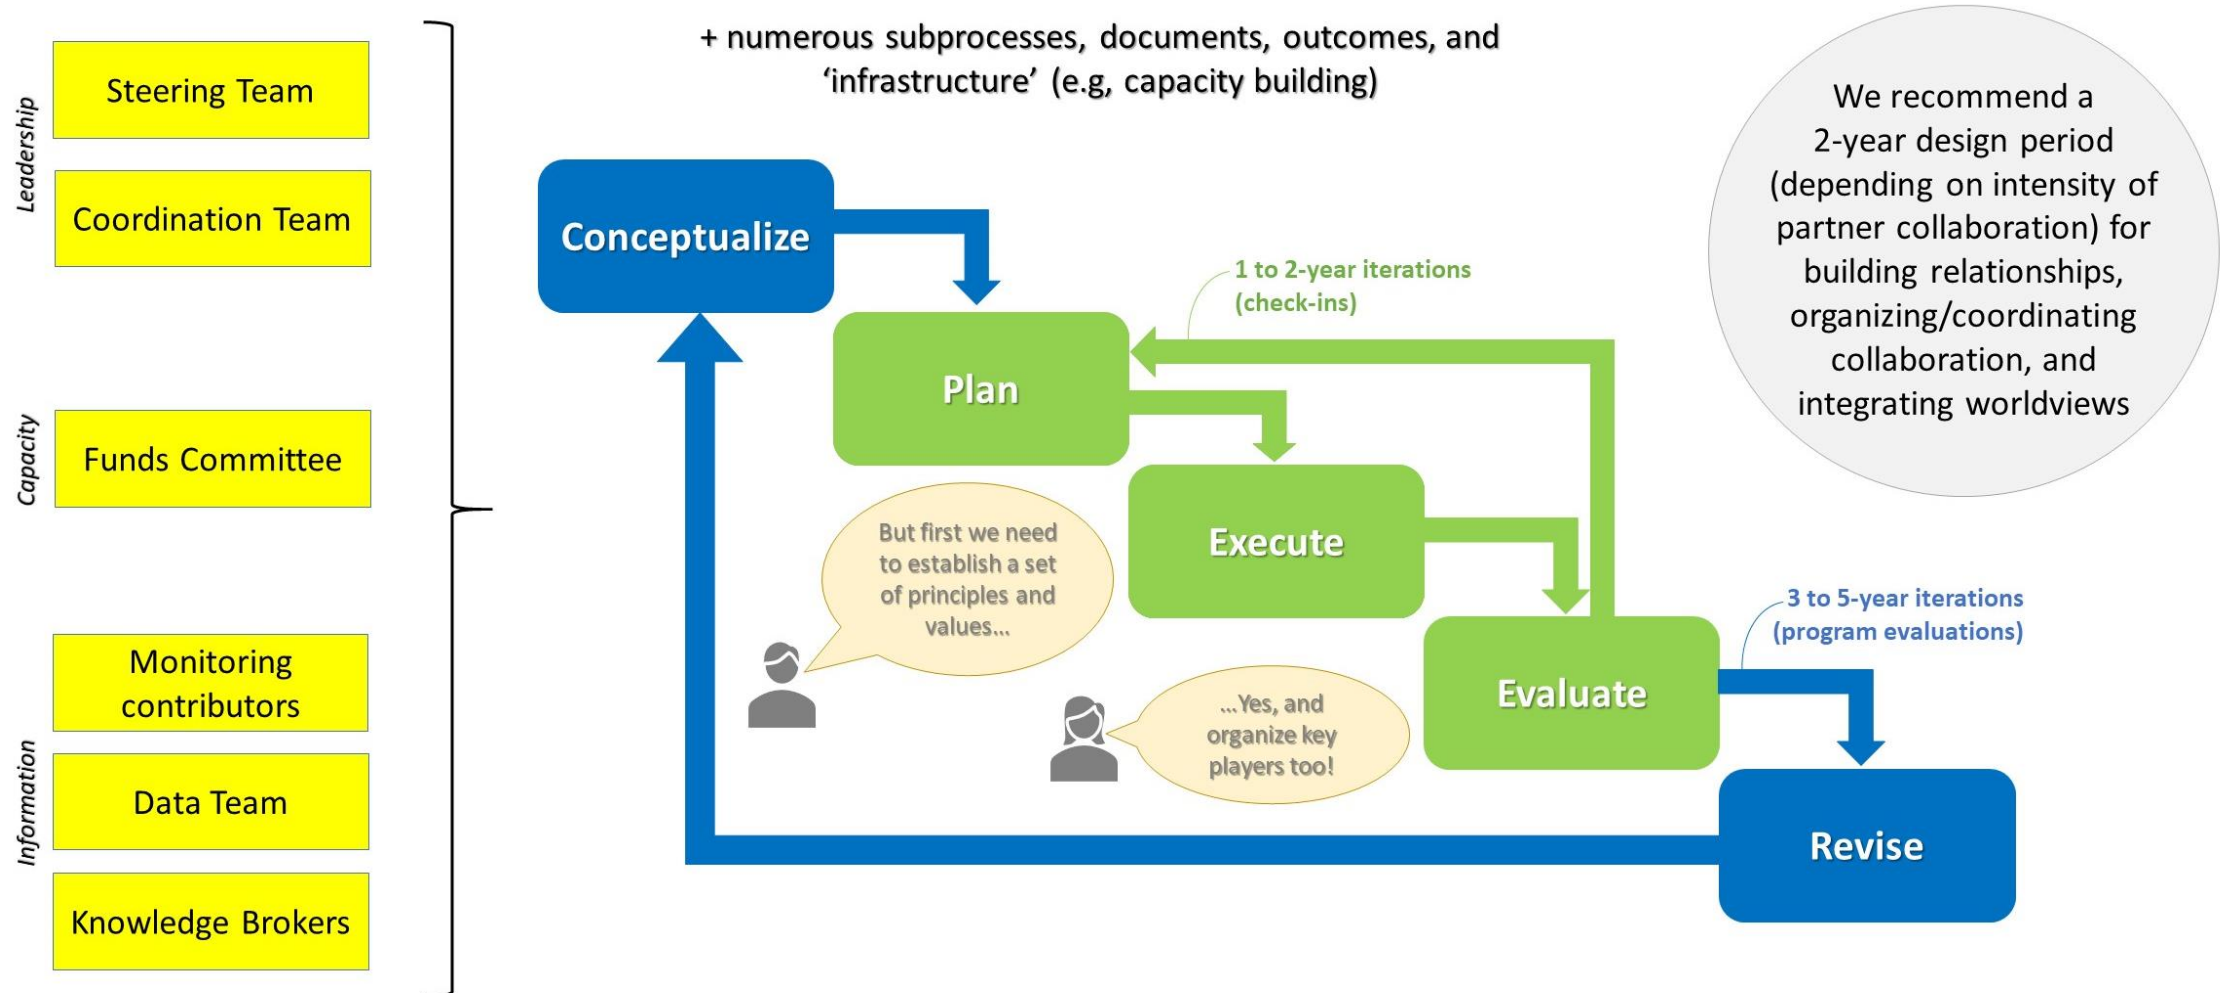 + numerous subprocesses, documents, outcomes, and
‘infrastructure’ (e.g, capacity building)
Leadership
Steering Team
Coordination Team
Capacity
Funds Committee
Information
Monitoring
contributors
Data Team
Knowledge Brokers
Conceptualize
Plan
Execute
Evaluate
Revise
1 to 2-year iterations
(check-ins)
3 to 5-year iterations
(program evaluations)
But first we need
to establish a set
of principles and
values...
...Yes, and
organize key
players too!
We recommend a
2-year design period
(depending on intensity of
partner collaboration) for
building relationships,
organizing/coordinating
collaboration, and
integrating worldviews